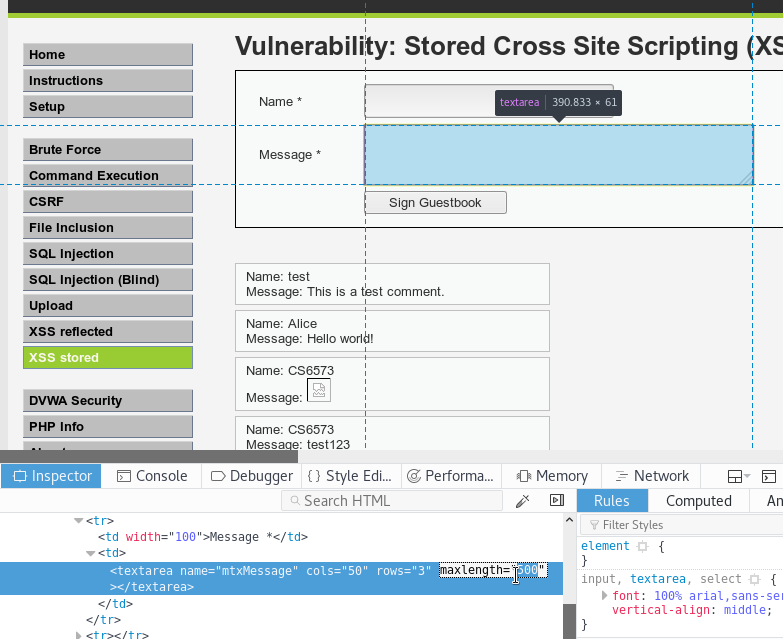 Vulnerability: Stored Cross Site Scripting (XS
Home
Instructions
Setup
Brute Force
Command Execution
CSRF
File Inclusion
SQL Injection
SQL Injection (Blind)
Upload
XSS reflected
XSS stored
DVWA Security
PHP Info
Name *
textarea 390.833 × 61
Message *
Sign Guestbook
Name: test
Message: This is a test comment.
Name: Alice
Message: Hello world!
Name: CS6573
Message:
Name: CS6573
Message: test123
Inspector Console Debugger { } Style Edi... Performa... Memory Network
Search HTML
Rules Computed An
<tr>
<td width="100">Message *</td>
<td>
<textarea name="mtxMessage" cols="50" rows="3" maxlength="500"
></textarea>
</td>
</tr>
<tr></tr>
Filter Styles
element {
}
input, textarea, select {
font: 100% arial,sans-ser
vertical-align: middle;
}